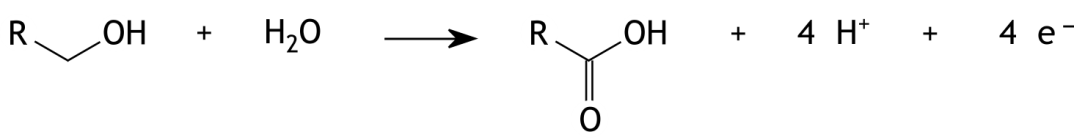 R OH + H₂O R OH + 4 H⁺ + 4 e⁻
O